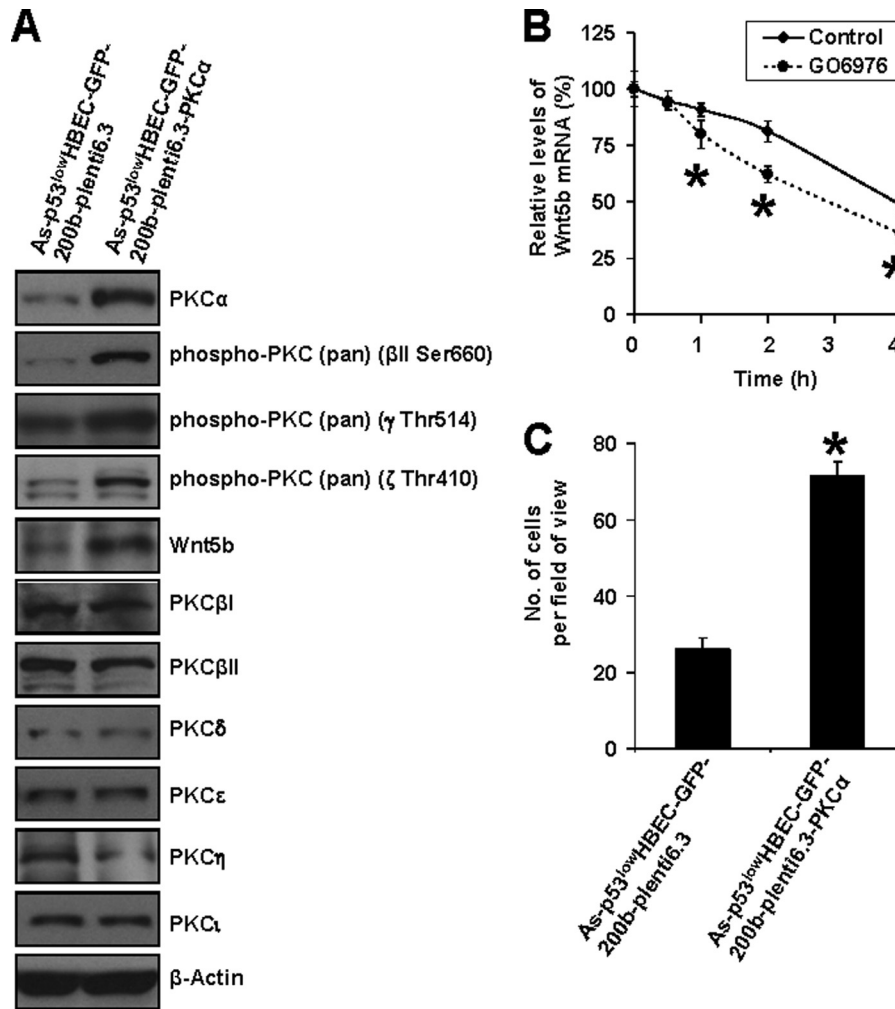 A
As-p53lowHBEC-GFP-
200b-plenti6.3
As-p53lowHBEC-GFP-
200b-plenti6.3-PKCα
PKCα
phospho-PKC (pan) (βII Ser660)
phospho-PKC (pan) (γ Thr514)
phospho-PKC (pan) (ζ Thr410)
Wnt5b
PKCβI
PKCβII
PKCδ
PKCε
PKCη
PKCι
β-Actin
B
Relative levels of
Wnt5b mRNA (%)
125
100
75
50
25
0
Control
GO6976
*
*
*
0
1
2
3
4
Time (h)
C
No. of cells
per field of view
80
60
40
20
0
*
As-p53lowHBEC-GFP-
200b-plenti6.3
As-p53lowHBEC-GFP-
200b-plenti6.3-PKCα